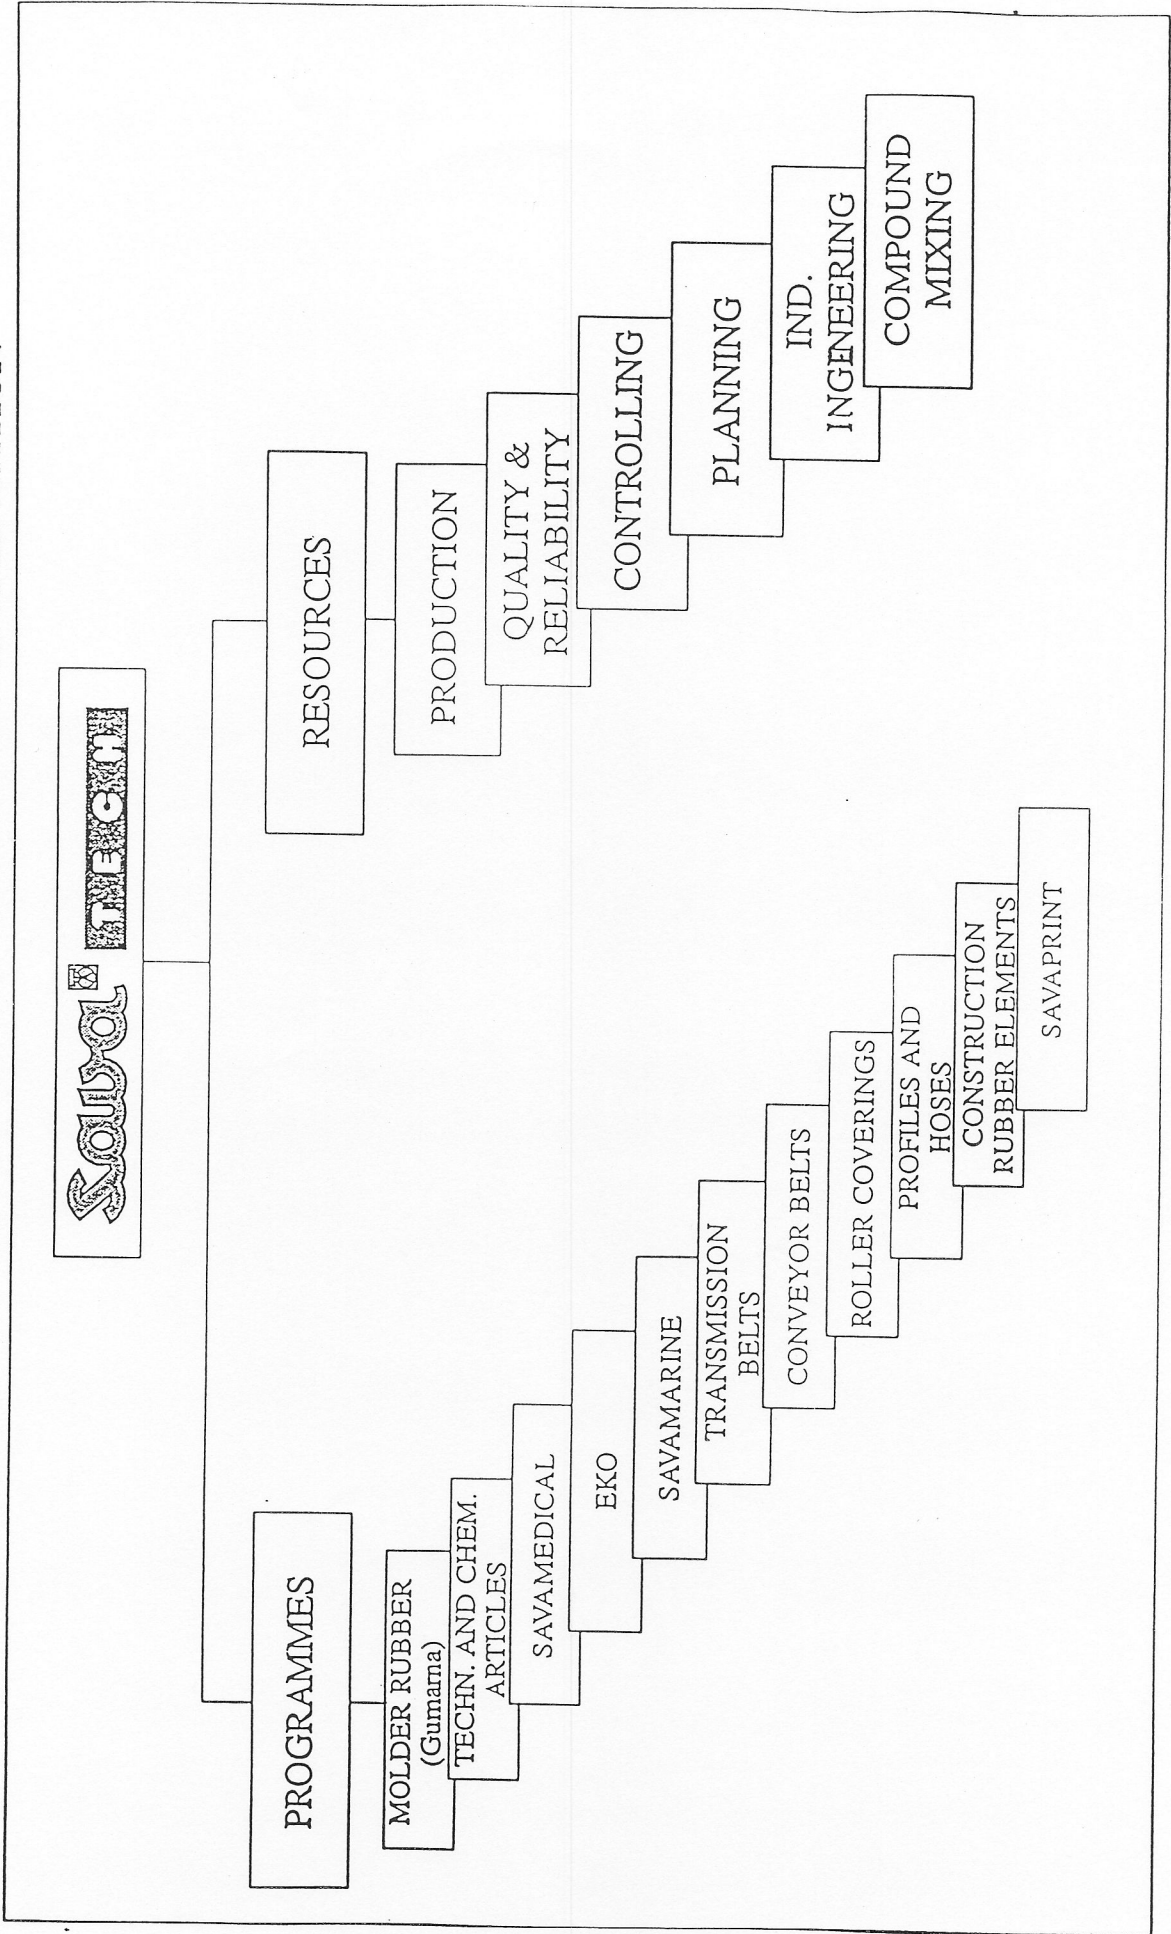 Sava TECH
PROGRAMMES
MOLDER RUBBER
(Gumarna)
TECHN. AND CHEM.
ARTICLES
SAVAMEDICAL
EKO
SAVAMARINE
TRANSMISSION
BELTS
CONVEYOR BELTS
ROLLER COVERINGS
PROFILES AND
HOSES
CONSTRUCTION
RUBBER ELEMENTS
SAVAPRINT
RESOURCES
PRODUCTION
QUALITY &
RELIABILITY
CONTROLLING
PLANNING
IND.
INGENEERING
COMPOUND
MIXING